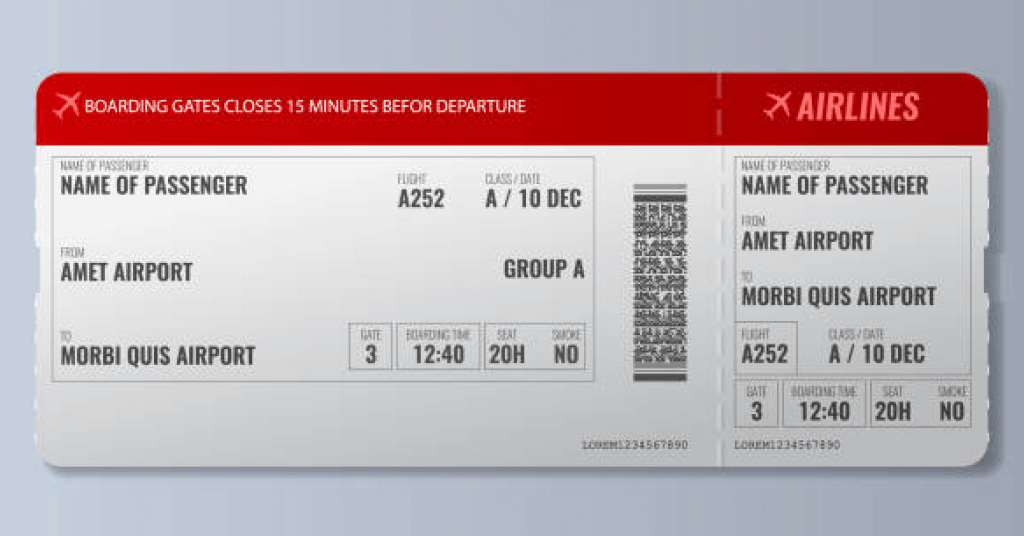 BOARDING GATES CLOSES 15 MINUTES BEFOR DEPARTURE
AIRLINES
NAME OF PASSENGER
NAME OF PASSENGER
FLIGHT
A252
CLASS / DATE
A / 10 DEC
FROM
AMET AIRPORT
GROUP A
TO
MORBI QUIS AIRPORT
GATE
3
BOARDING TIME
12:40
SEAT
20H
SMOKE
NO
LOREM1234567890
NAME OF PASSENGER
NAME OF PASSENGER
FROM
AMET AIRPORT
TO
MORBI QUIS AIRPORT
FLIGHT
A252
CLASS / DATE
A / 10 DEC
GATE
3
BOARDING TIME
12:40
SEAT
20H
SMOKE
NO
LOREM1234567890